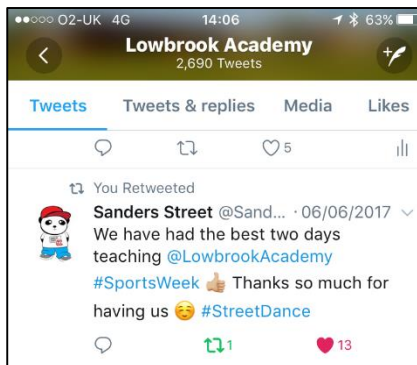 O2-UK 4G 14:06 63%
Lowbrook Academy
2,690 Tweets
Tweets Tweets & replies Media Likes
5
You Retweeted
Sanders Street @Sand... · 06/06/2017
We have had the best two days
teaching @LowbrookAcademy
#SportsWeek 👍🏼 Thanks so much for
having us ☺️ #StreetDance
1 13